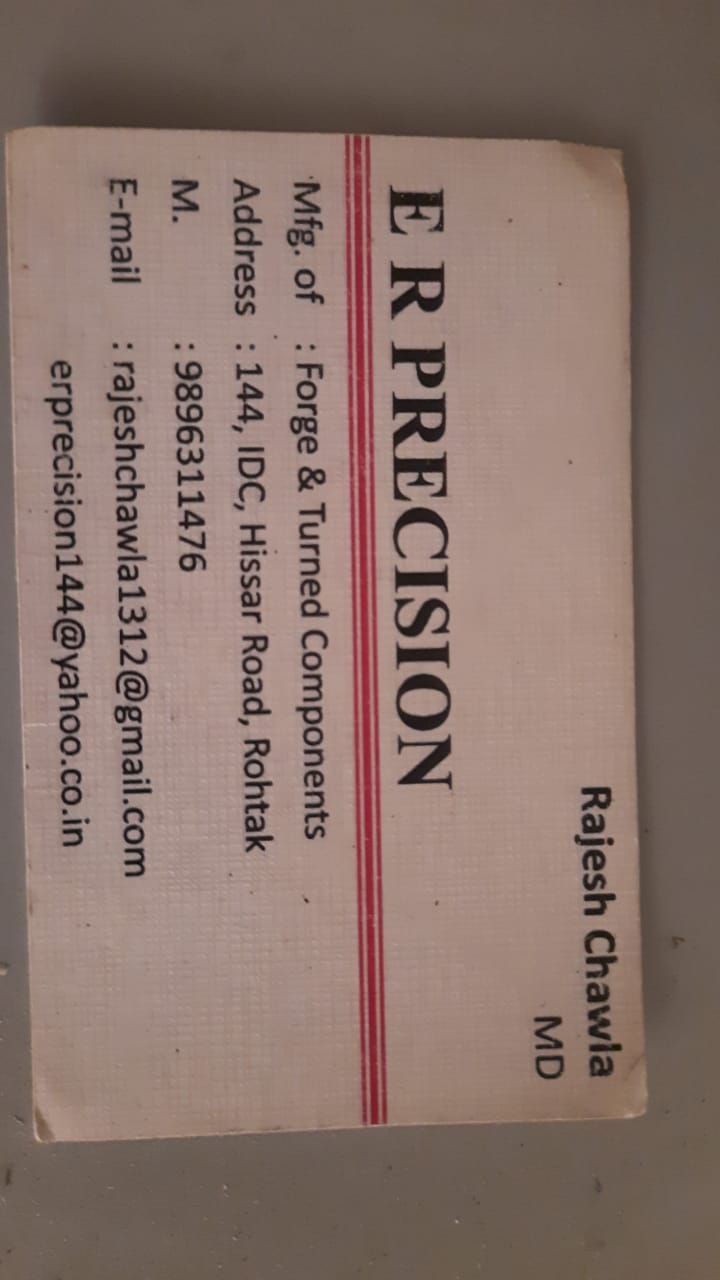 Rajesh Chawla
MD
E R PRECISION
Mfg. of : Forge & Turned Components
Address : 144, IDC, Hissar Road, Rohtak
M. : 9896311476
E-mail : rajeshchawla1312@gmail.com
erprecision144@yahoo.co.in